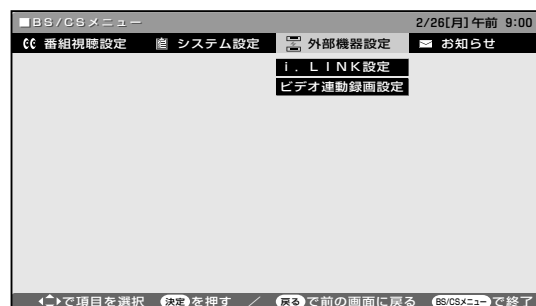 ■BS/CSメニュー 2/26[月]午前 9:00
番組視聴設定 システム設定 外部機器設定 お知らせ
i.LINK設定
ビデオ連動録画設定
で項目を選択 決定を押す / 戻るで前の画面に戻る BS/CSメニューで終了